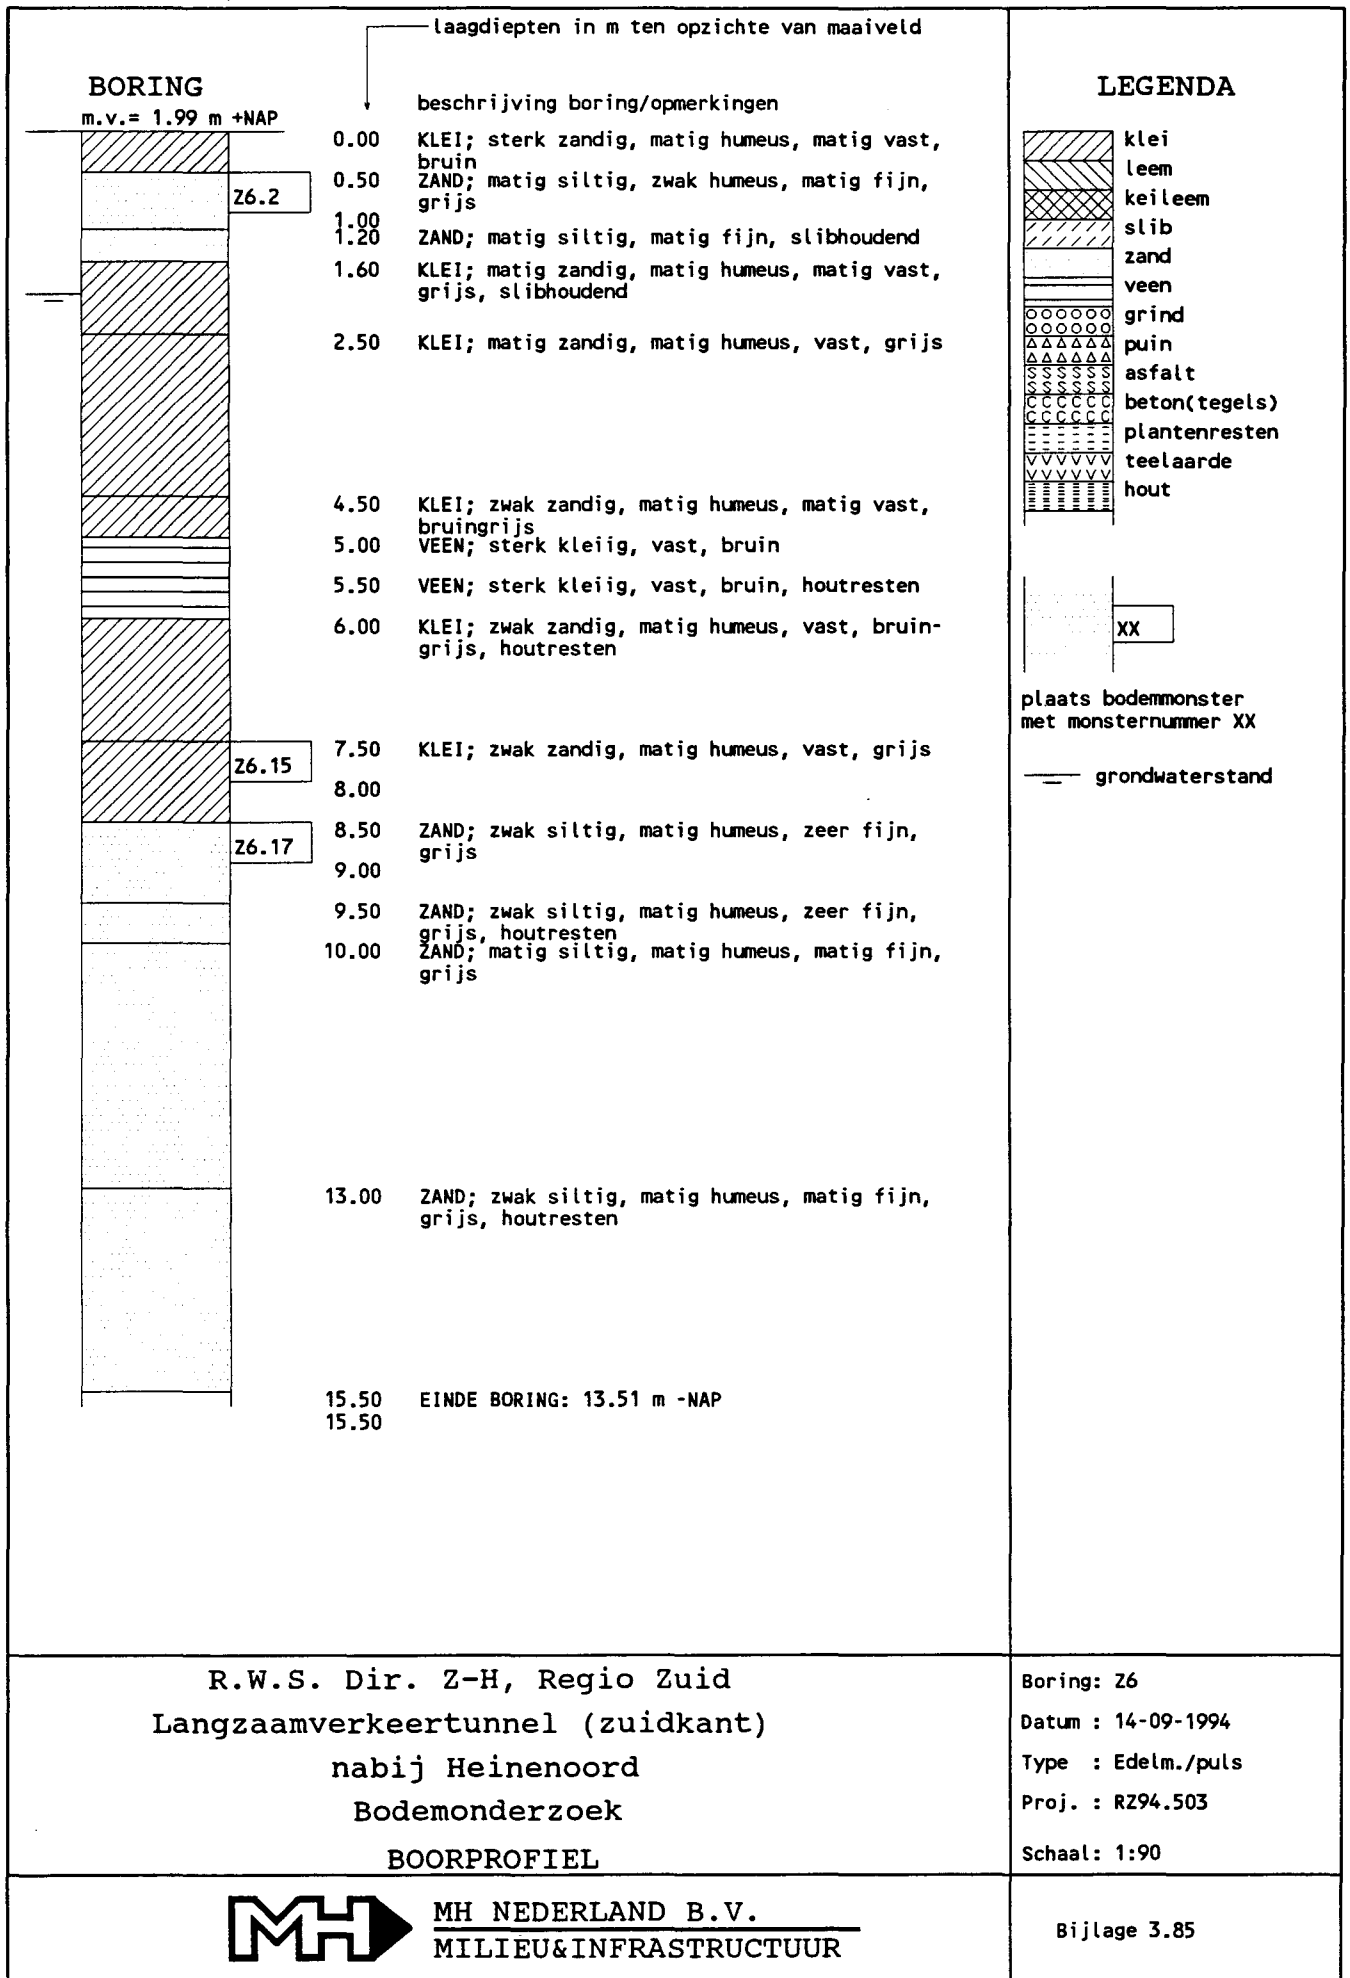 laagdiepten in m ten opzichte van maaiveld
BORING
m.v.= 1.99 m +NAP
beschrijving boring/opmerkingen
0.00 KLEI; sterk zandig, matig humeus, matig vast,
bruin
0.50 ZAND; matig siltig, zwak humeus, matig fijn,
grijs
Z6.2
1.00
1.20 ZAND; matig siltig, matig fijn, slibhoudend
1.60 KLEI; matig zandig, matig humeus, matig vast,
grijs, slibhoudend
2.50 KLEI; matig zandig, matig humeus, vast, grijs
4.50 KLEI; zwak zandig, matig humeus, matig vast,
bruingrijs
5.00 VEEN; sterk kleiig, vast, bruin
5.50 VEEN; sterk kleiig, vast, bruin, houtresten
6.00 KLEI; zwak zandig, matig humeus, vast, bruin-
grijs, houtresten
7.50 KLEI; zwak zandig, matig humeus, vast, grijs
Z6.15
8.00
8.50 ZAND; zwak siltig, matig humeus, zeer fijn,
grijs
Z6.17
9.00
9.50 ZAND; zwak siltig, matig humeus, zeer fijn,
grijs, houtresten
10.00 ZAND; matig siltig, matig humeus, matig fijn,
grijs
13.00 ZAND; zwak siltig, matig humeus, matig fijn,
grijs, houtresten
15.50 EINDE BORING: 13.51 m -NAP
15.50
LEGENDA
klei
leem
keileem
slib
zand
veen
grind
puin
asfalt
beton(tegels)
plantenresten
teelaarde
hout
XX
plaats bodemmonster
met monsternummer XX
grondwaterstand
R.W.S. Dir. Z-H, Regio Zuid
Langzaamverkeertunnel (zuidkant)
nabij Heinenoord
Bodemonderzoek
BOORPROFIEL
Boring: Z6
Datum : 14-09-1994
Type : Edelm./puls
Proj. : RZ94.503
Schaal: 1:90
MH
MH NEDERLAND B.V.
MILIEU&INFRASTRUCTUUR
Bijlage 3.85